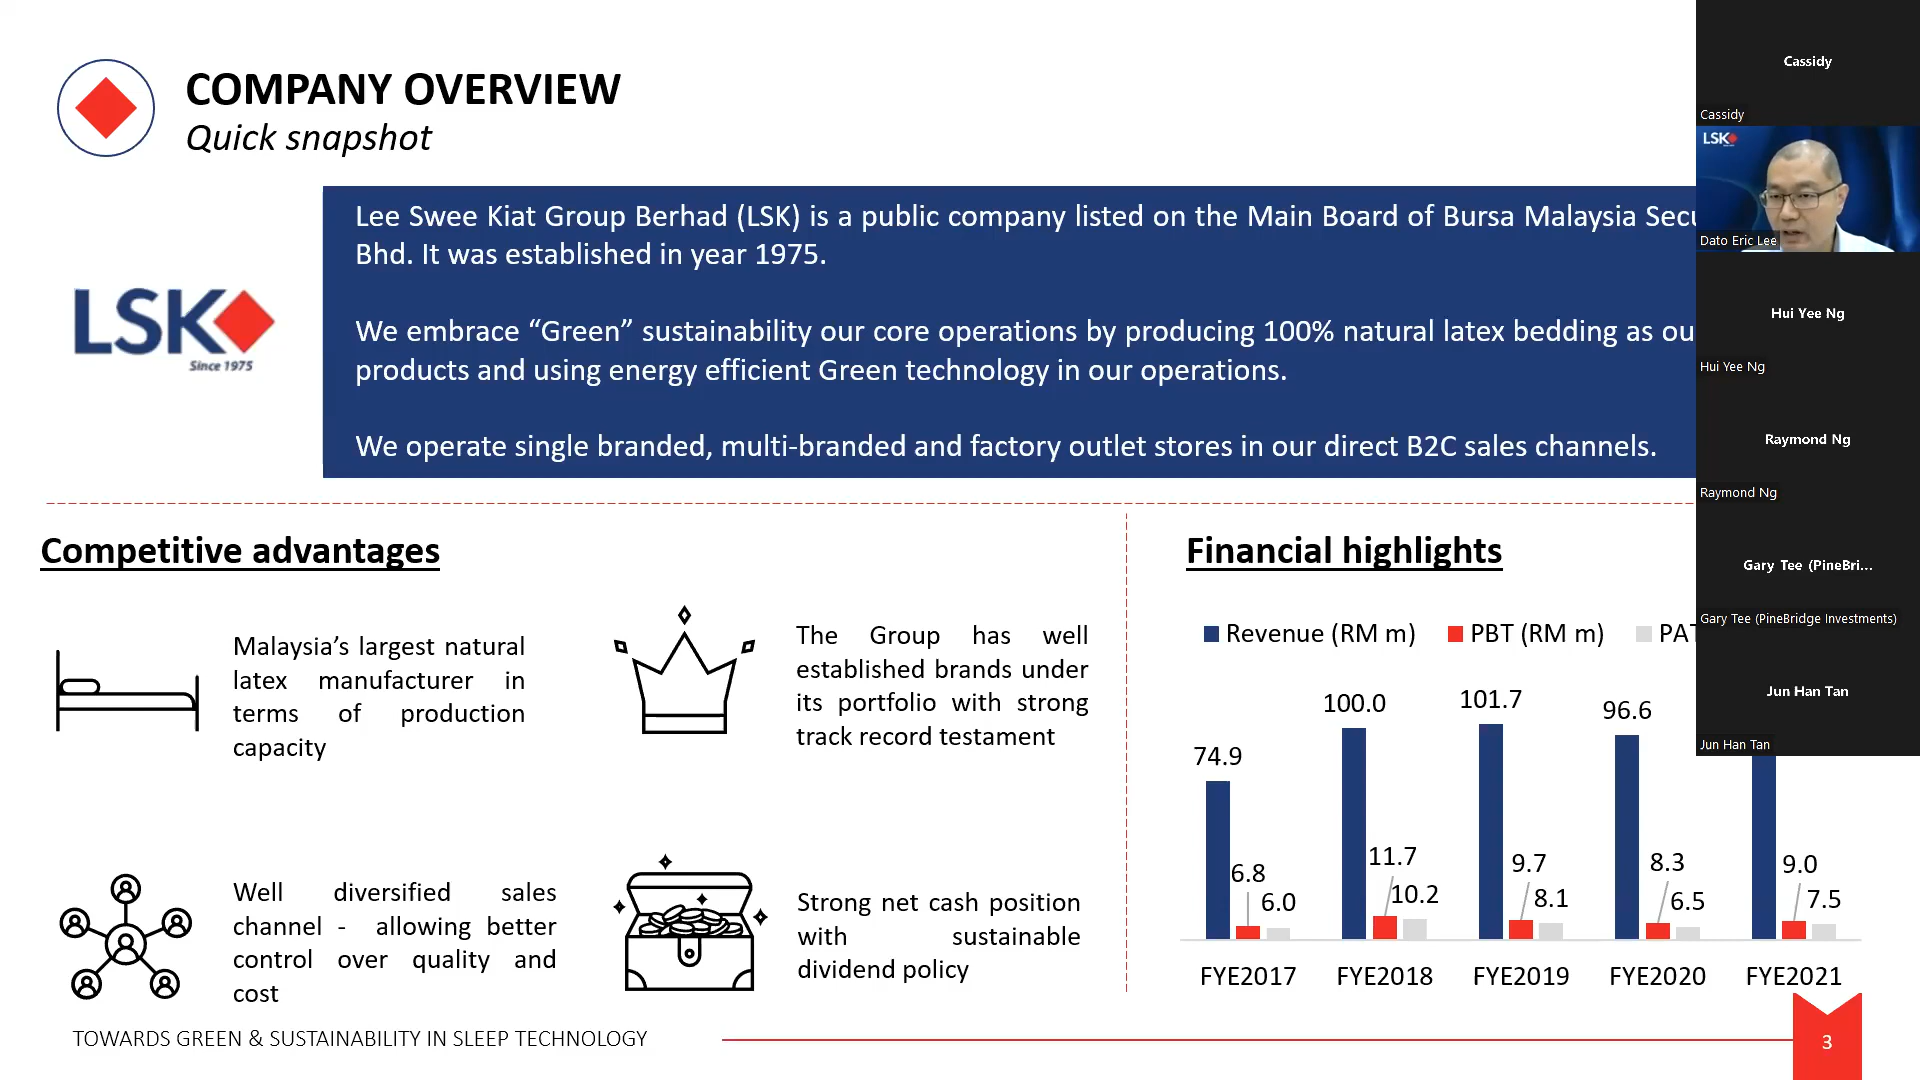 COMPANY OVERVIEW
Quick snapshot
LSK
Since 1975
Lee Swee Kiat Group Berhad (LSK) is a public company listed on the Main Board of Bursa Malaysia
Bhd. It was established in year 1975.
We embrace “Green” sustainability our core operations by producing 100% natural latex bedding as
products and using energy efficient Green technology in our operations.
We operate single branded, multi-branded and factory outlet stores in our direct B2C sales channels.
Competitive advantages
Malaysia’s largest natural
latex manufacturer in
terms of production
capacity
The Group has well
established brands under
its portfolio with strong
track record testament
Well diversified sales
channel - allowing better
control over quality and
cost
Strong net cash position
with sustainable
dividend policy
Financial highlights
Revenue (RM m) PBT (RM m)
74.9 100.0 101.7 96.6
6.8 11.7 9.7 8.3 9.0
6.0 10.2 8.1 6.5 7.5
FYE2017 FYE2018 FYE2019 FYE2020 FYE2021
TOWARDS GREEN & SUSTAINABILITY IN SLEEP TECHNOLOGY
3
Cassidy
Cassidy
LSK
Dato Eric Lee
Hui Yee Ng
Hui Yee Ng
Raymond Ng
Raymond Ng
Gary Tee (PineBri...
Gary Tee (PineBridge Investments)
Jun Han Tan
Jun Han Tan